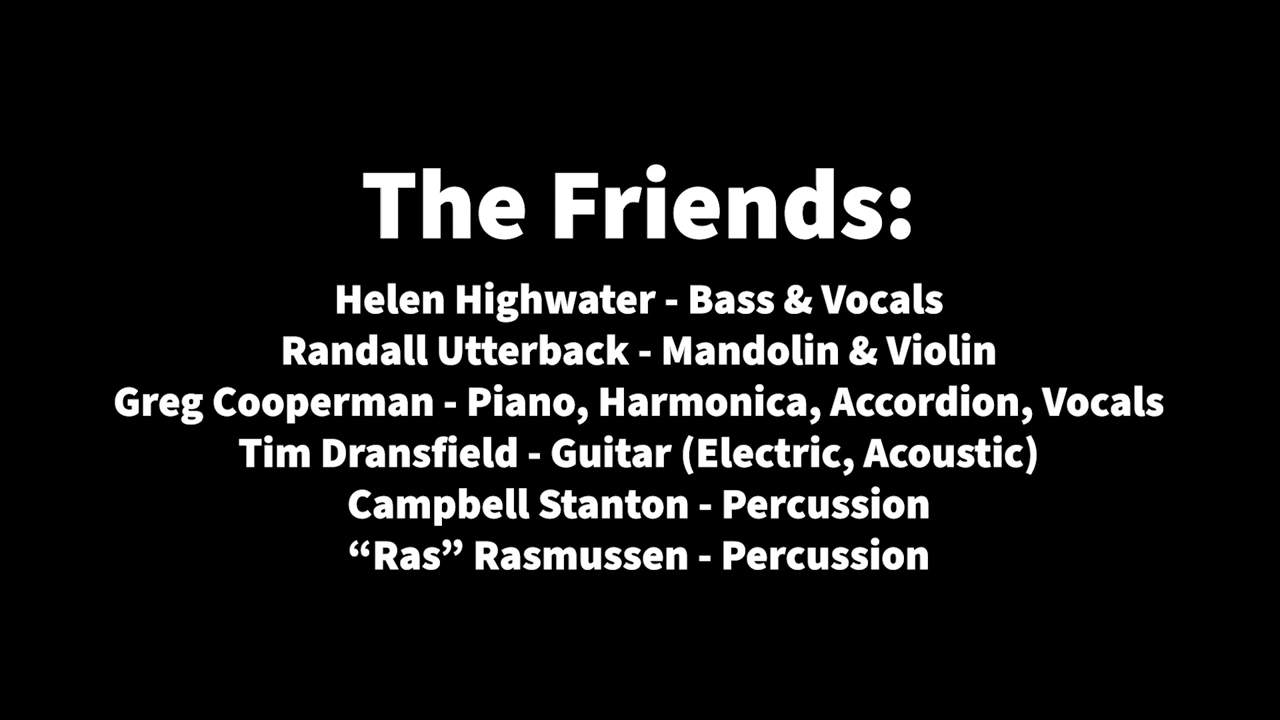 The Friends:
Helen Highwater - Bass & Vocals
Randall Utterback - Mandolin & Violin
Greg Cooperman - Piano, Harmonica, Accordion, Vocals
Tim Dransfield - Guitar (Electric, Acoustic)
Campbell Stanton - Percussion
“Ras” Rasmussen - Percussion